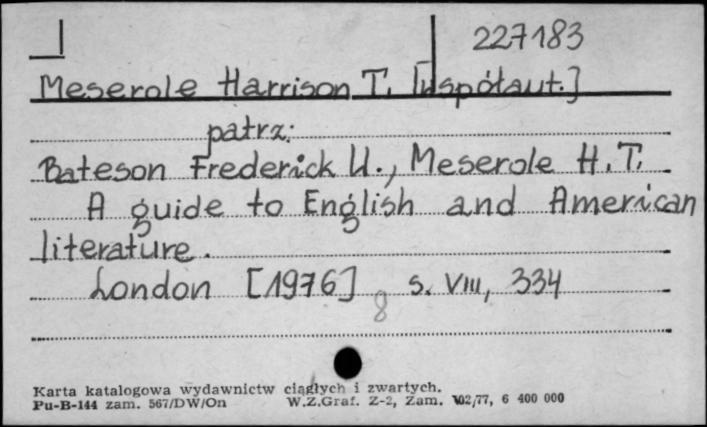 227183
Meserole Harrison T. [współaut.]
patrz:
Bateson Frederick W., Meserole H.T.
A guide to English and American
literature.
London [1976] s. VIII, 334
8
Karta katalogowa wydawnictw ciągłych i zwartych.
Pu-B-144 zam. 567/DW/On W.Z.Graf. Z-2, Zam. 102/77, 6 400 000